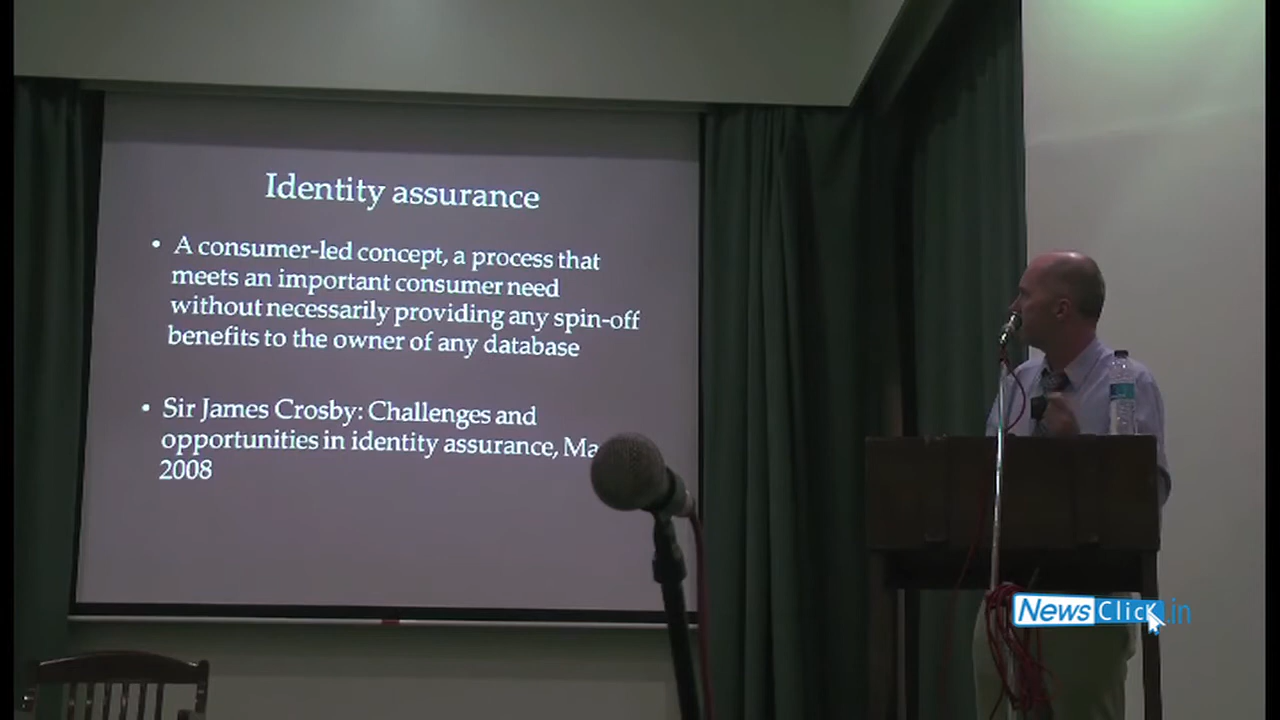 Identity assurance
• A consumer-led concept, a process that
meets an important consumer need
without necessarily providing any spin-off
benefits to the owner of any database
• Sir James Crosby: Challenges and
opportunities in identity assurance,
2008
NewsClick.in